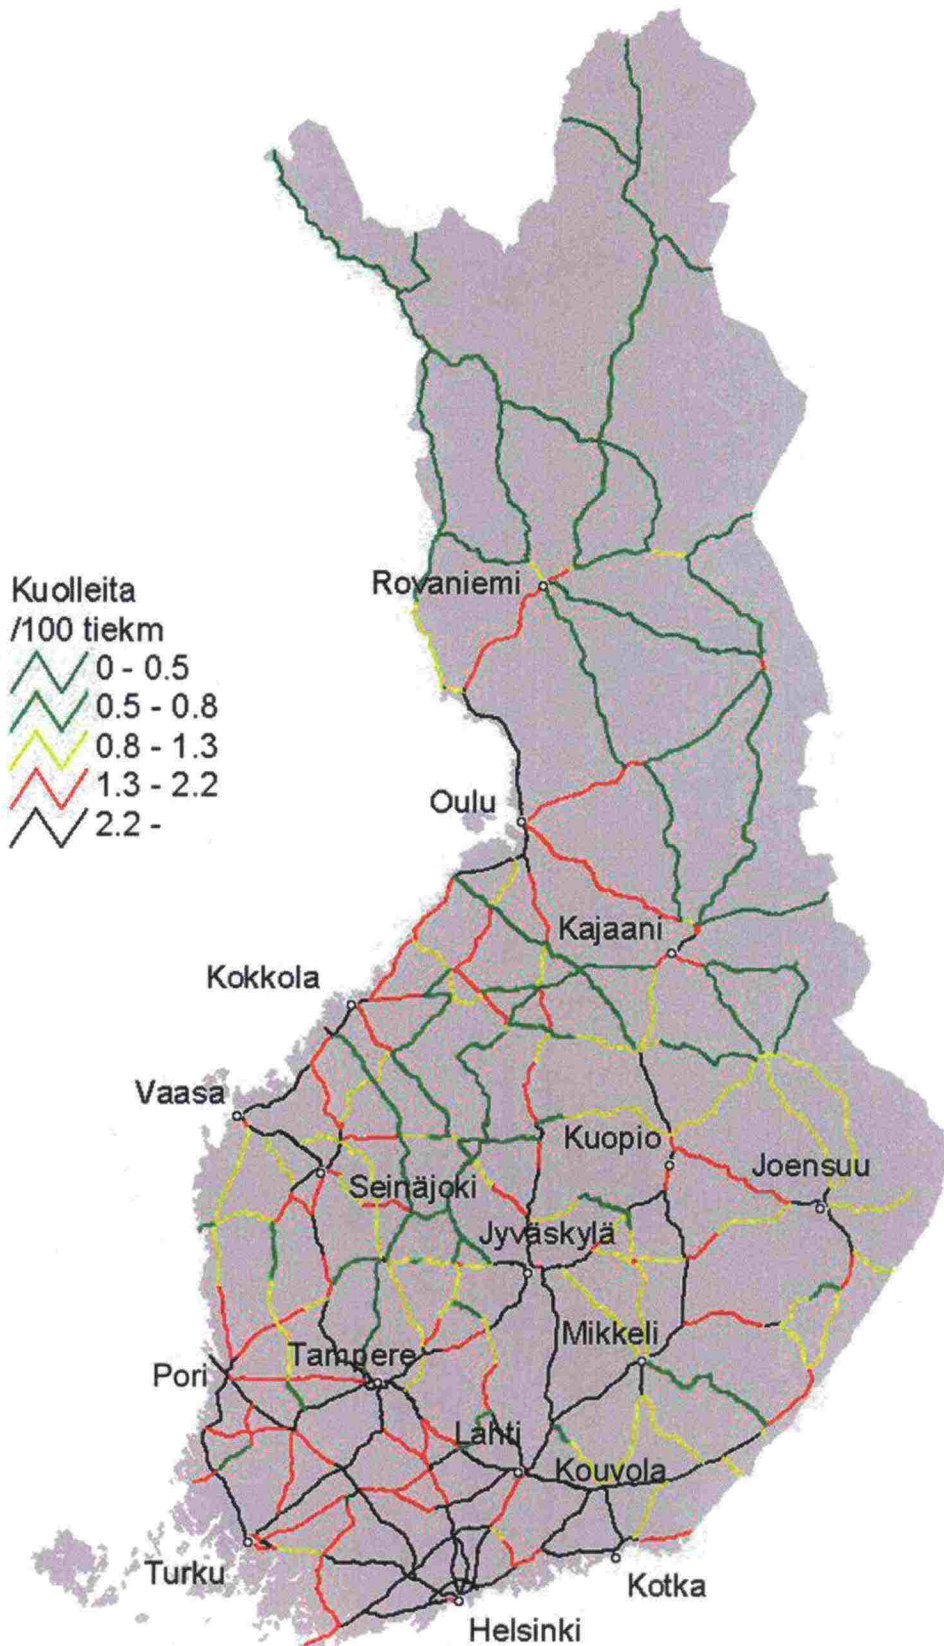 Rovaniemi
Kuolleita
/100 tiekm
0 - 0.5
0.5 - 0.8
0.8 - 1.3
1.3 - 2.2
2.2 -
Oulu
Kajaani
Kokkola
Vaasa
Kuopio
Joensuu
Seinäjoki
Jyväskylä
Mikkeli
Tampere
Pori
Lahti
Kouvola
Turku
Kotka
Helsinki